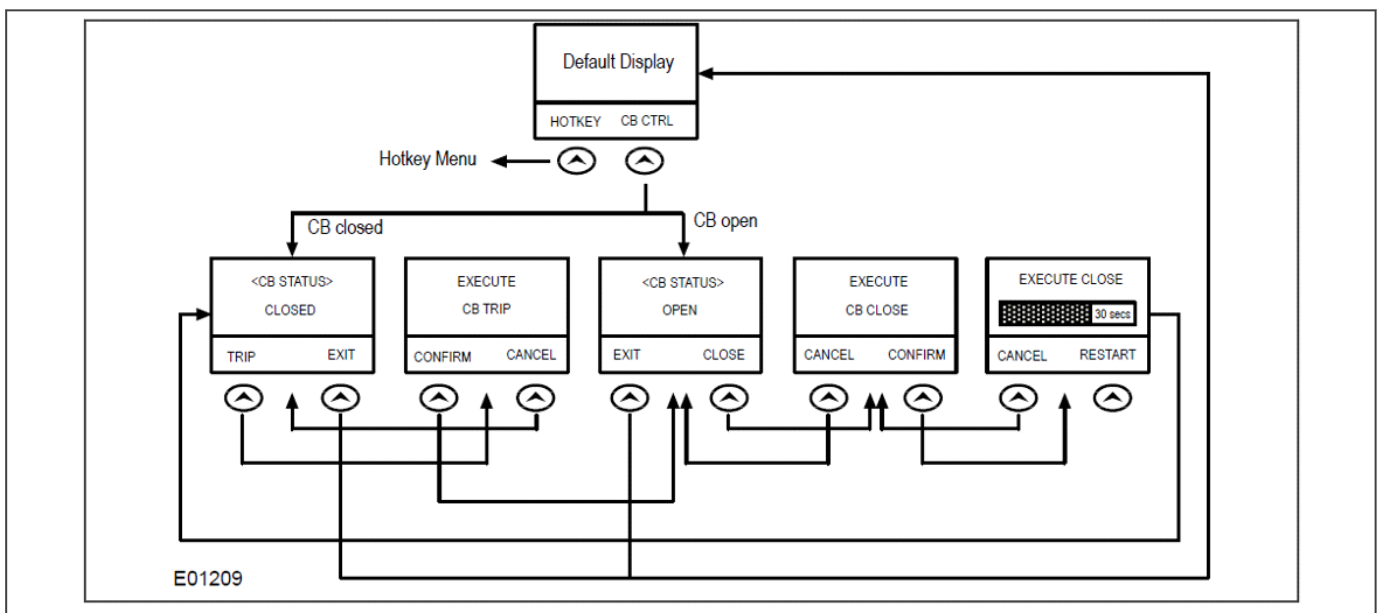 Default Display
HOTKEY CB CTRL
Hotkey Menu
CB closed
CB open
<CB STATUS>
CLOSED
TRIP EXIT
EXECUTE
CB TRIP
CONFIRM CANCEL
<CB STATUS>
OPEN
EXIT CLOSE
EXECUTE
CB CLOSE
CANCEL CONFIRM
EXECUTE CLOSE
30 secs
CANCEL RESTART
E01209